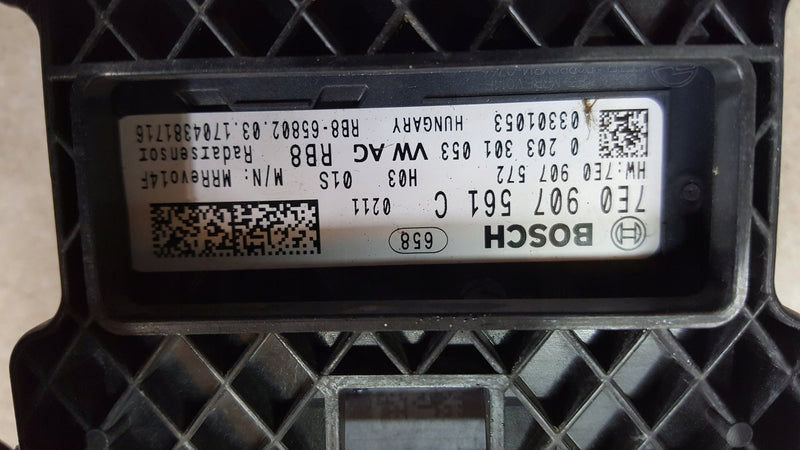 BOSCH 658
7E0 907 561 C 0211
HW:7E0 907 572 H03 01S M/N: MRRevo14F
0 203 301 053 VW AG RB8 Radarsensor
03301053 HUNGARY RB8-65802.03.1704381716